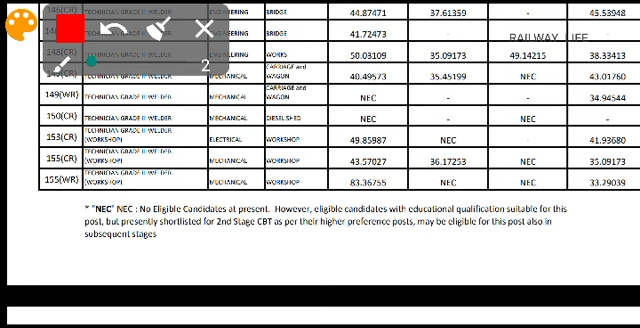 146(CR) ENGINEERING BRIDGE 44.87471 37.61359 - 45.53948
BRIDGE 41.72473 -
RAILWAY LIFE
148(CR) WORKS 50.03109 35.09173 49.14215 38.33413
TECHNICIAN GRADE III WELDER MECHANICAL CARRIAGE and WAGON 40.49573 35.45199 NEC 43.01760
149(WR) TECHNICIAN GRADE III WELDER MECHANICAL CARRIAGE and WAGON NEC - - 34.94544
150(CR) TECHNICIAN GRADE III WELDER MECHANICAL DIESEL SHED NEC - NEC -
153(CR) TECHNICIAN GRADE III WELDER (WORKSHOP) ELECTRICAL WORKSHOP 49.85987 NEC 41.93680
155(CR) TECHNICIAN GRADE III WELDER (WORKSHOP) MECHANICAL WORKSHOP 43.57027 36.17253 NEC 35.09173
155(WR) TECHNICIAN GRADE III WELDER (WORKSHOP) MECHANICAL WORKSHOP 83.36755 NEC NEC 33.29039
* "NEC" NEC : No Eligible Candidates at present. However, eligible candidates with educational qualification suitable for this
post, but presently shortlisted for 2nd Stage CBT as per their higher preference posts, may be eligible for this post also in
subsequent stages
2